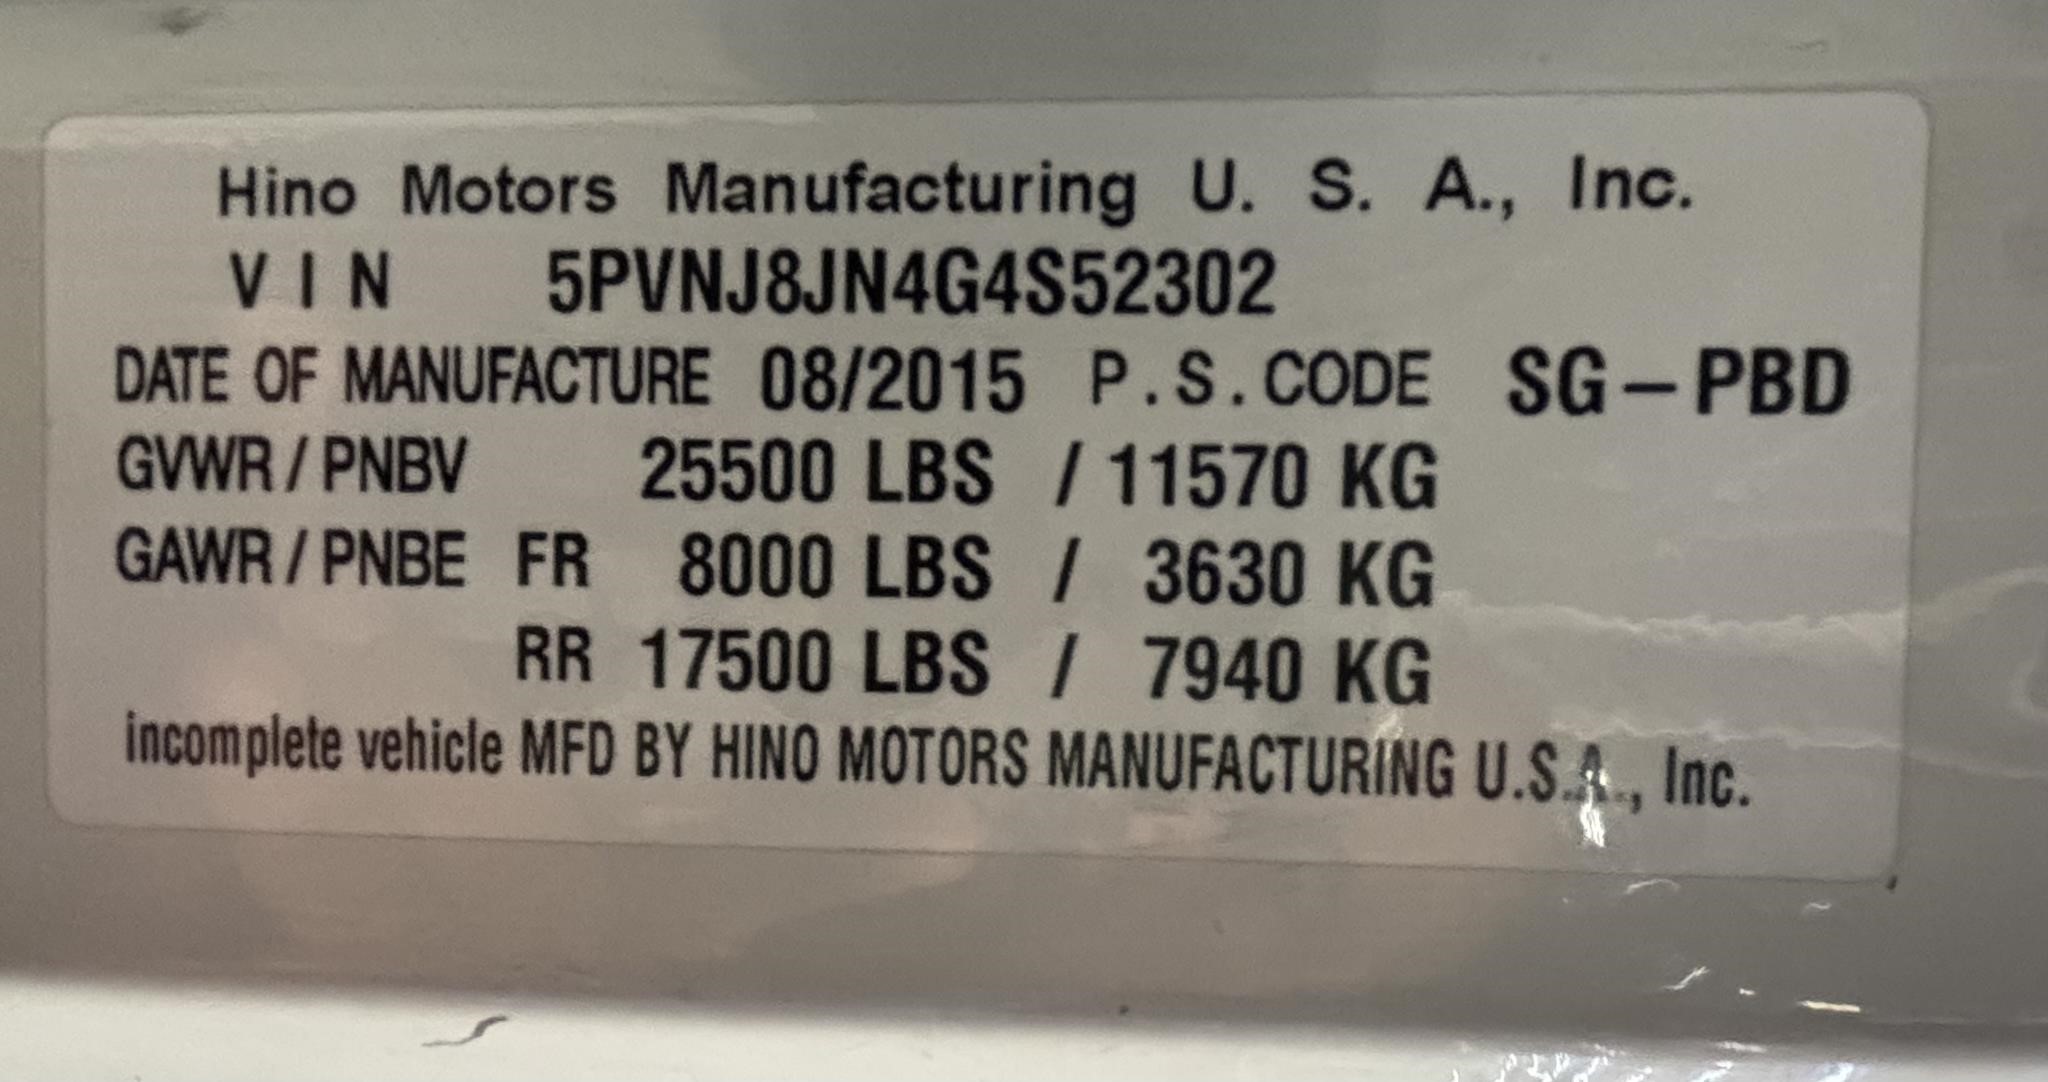 Hino Motors Manufacturing U. S. A., Inc.
VIN 5PVNJ8JN4G4S52302
DATE OF MANUFACTURE 08/2015 P.S.CODE SG-PBD
GVWR/PNBV 25500 LBS / 11570 KG
GAWR/PNBE FR 8000 LBS / 3630 KG
RR 17500 LBS / 7940 KG
incomplete vehicle MFD BY HINO MOTORS MANUFACTURING U.S.A., Inc.